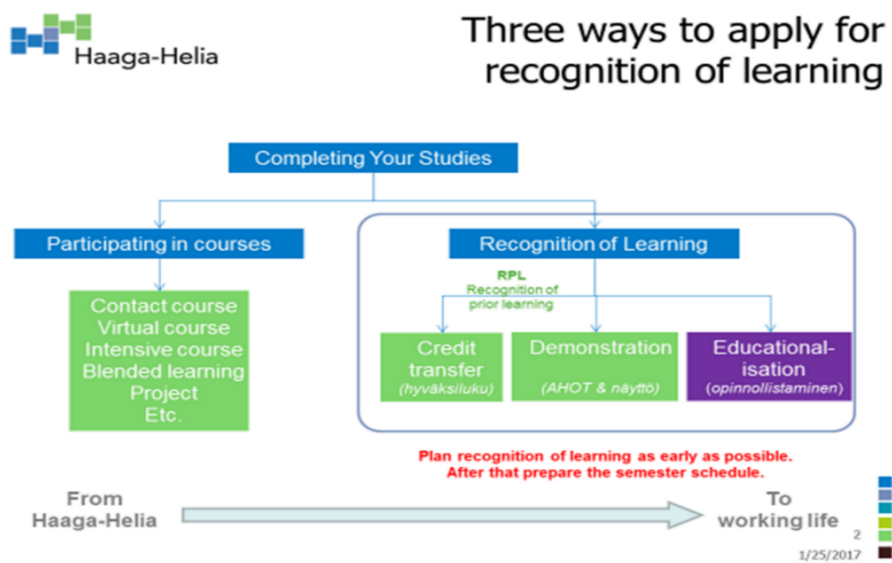 Haaga-Helia
Three ways to apply for
recognition of learning
Completing Your Studies
Participating in courses
Recognition of Learning
Contact course
Virtual course
Intensive course
Blended learning
Project
Etc.
RPL
Recognition of
prior learning
Credit
transfer
(hyväksiluku)
Demonstration
(AHOT & näyttö)
Educational-
isation
(opinnollistaminen)
Plan recognition of learning as early as possible.
After that prepare the semester schedule.
From
Haaga-Helia
To
working life
2
1/25/2017